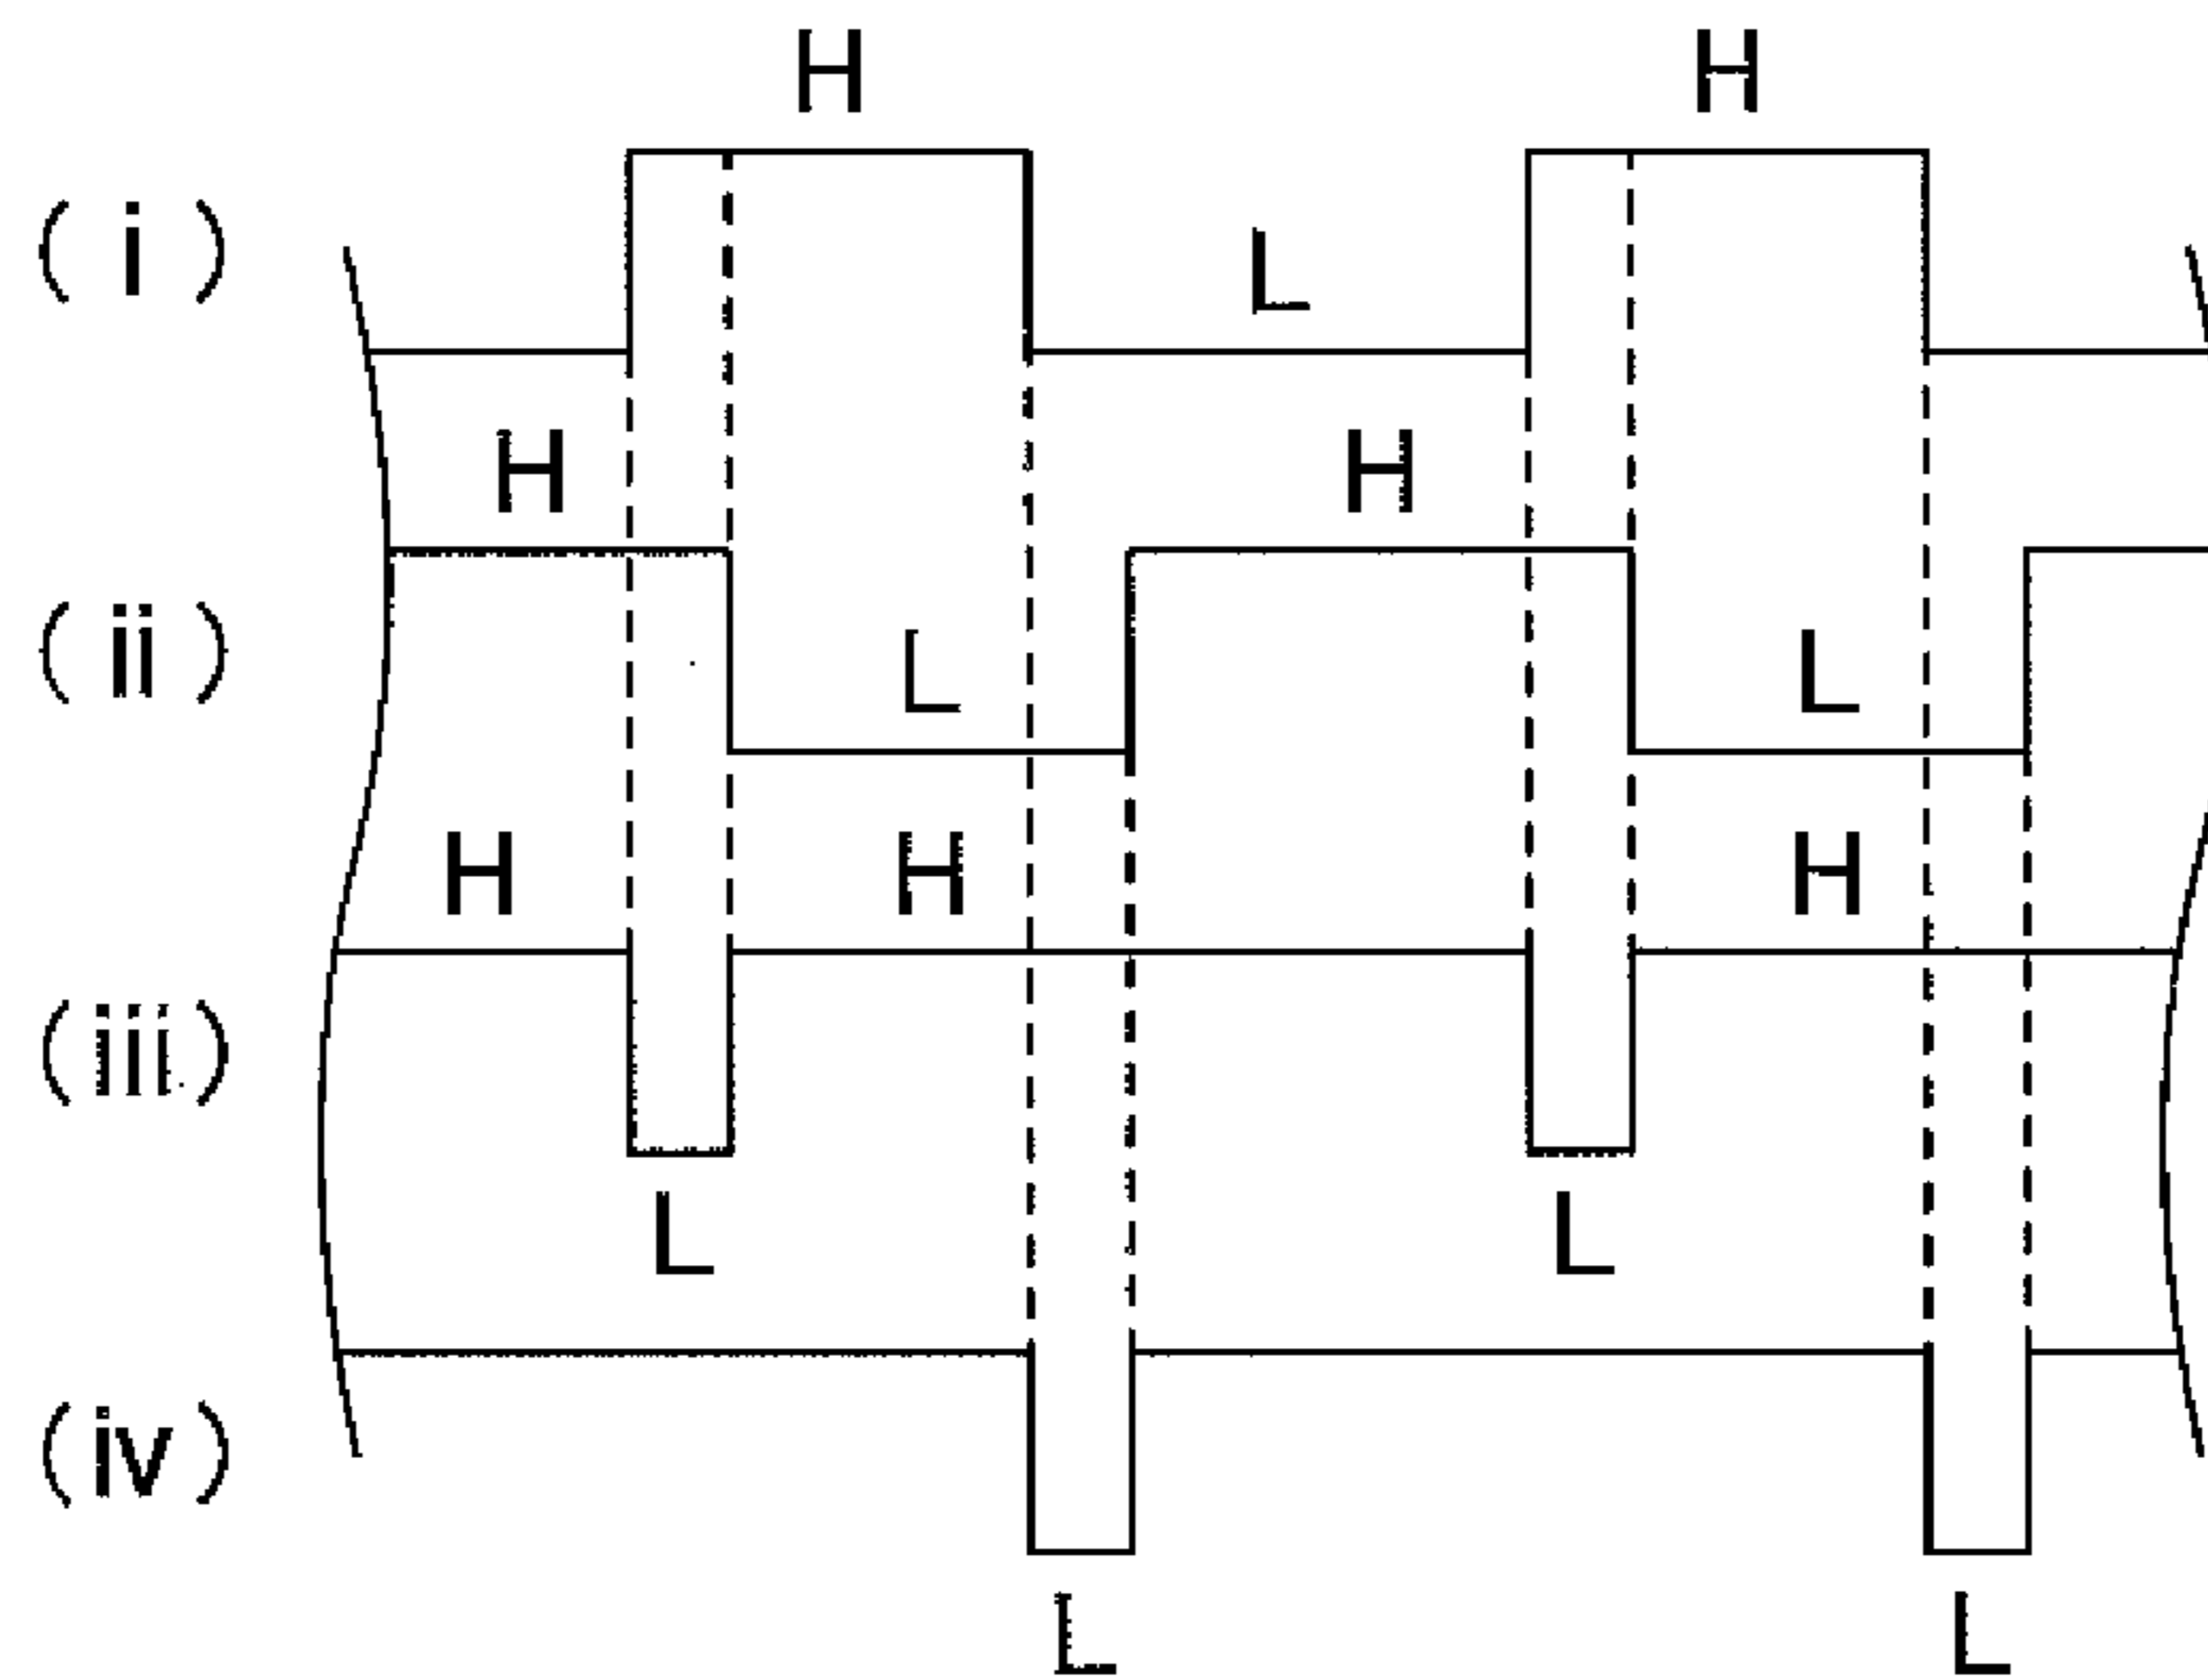 H H
( i ) L
H H
( ii ) L L
H H H
( iii )
L L
( iv )
L L